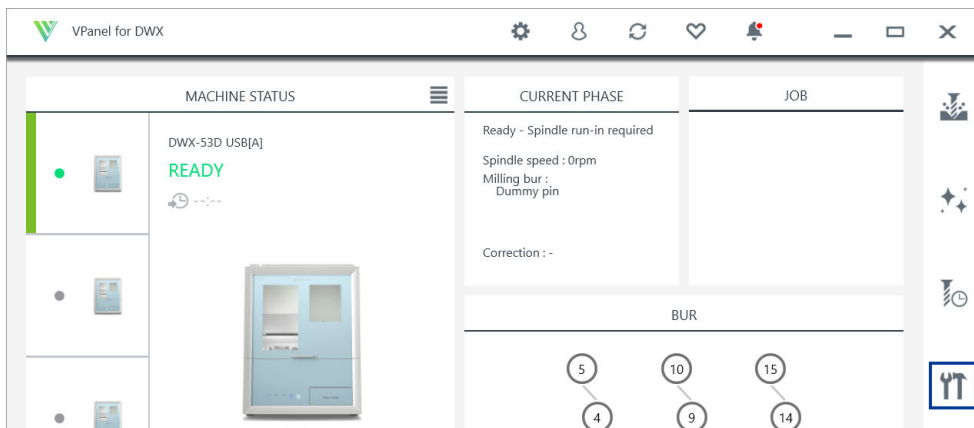 VPanel for DWX
MACHINE STATUS
DWX-53D USB[A]
READY
--:--
CURRENT PHASE
Ready - Spindle run-in required
Spindle speed : 0rpm
Milling bur :
Dummy pin
Correction : -
JOB
BUR
5
10
15
4
9
14